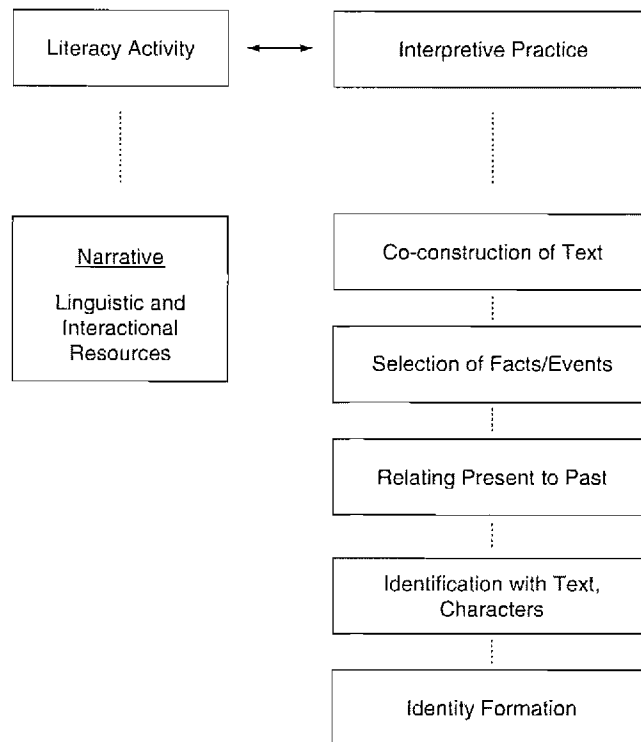 Literacy Activity
Interpretive Practice
Narrative
Linguistic and
Interactional
Resources
Co-construction of Text
Selection of Facts/Events
Relating Present to Past
Identification with Text,
Characters
Identity Formation